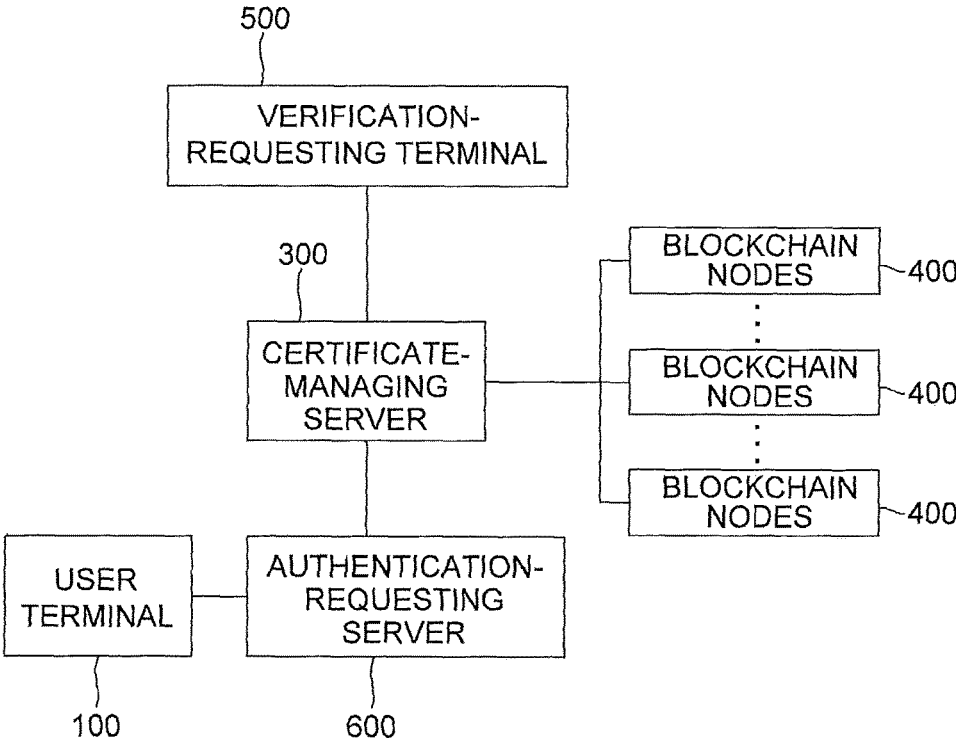 500
VERIFICATION-
REQUESTING TERMINAL
300
CERTIFICATE-
MANAGING
SERVER
BLOCKCHAIN
NODES
400
BLOCKCHAIN
NODES
400
BLOCKCHAIN
NODES
400
USER
TERMINAL
100
AUTHENTICATION-
REQUESTING
SERVER
600